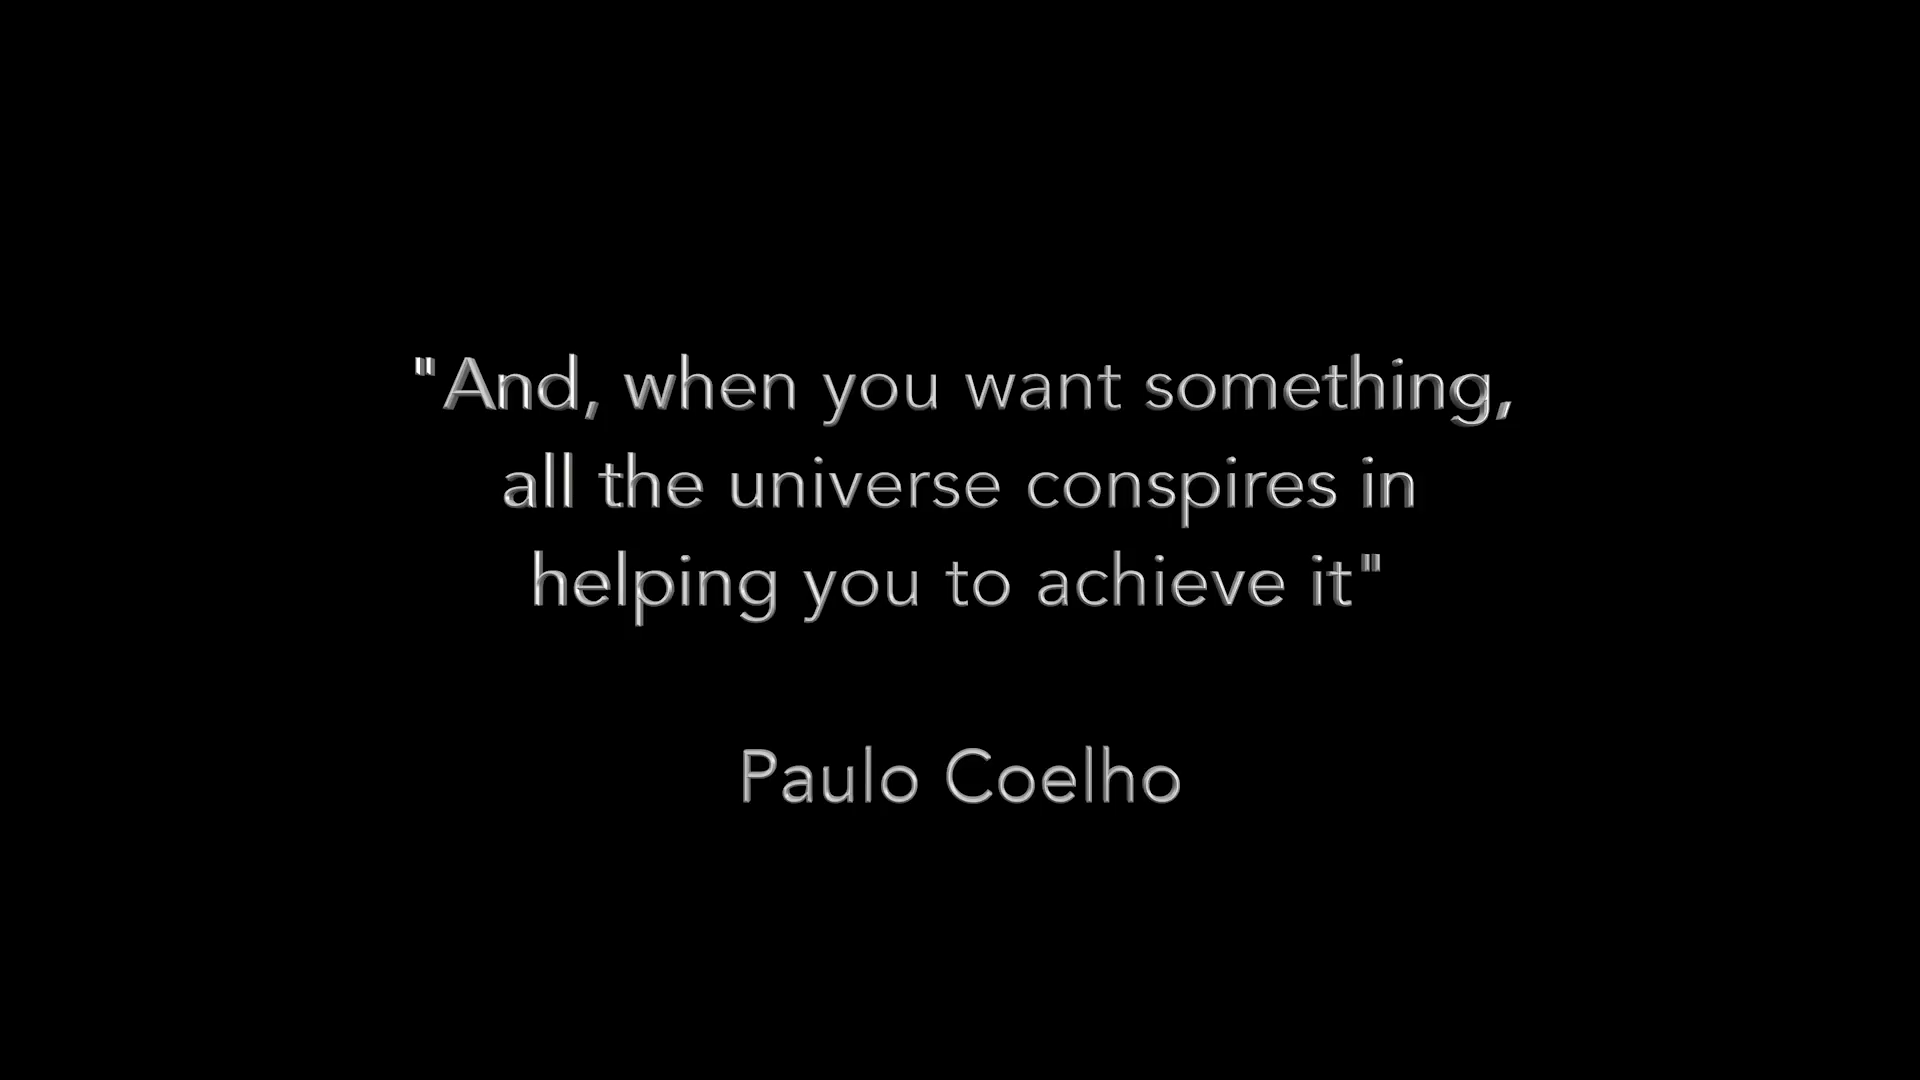 "And, when you want something,
all the universe conspires in
helping you to achieve it"
Paulo Coelho